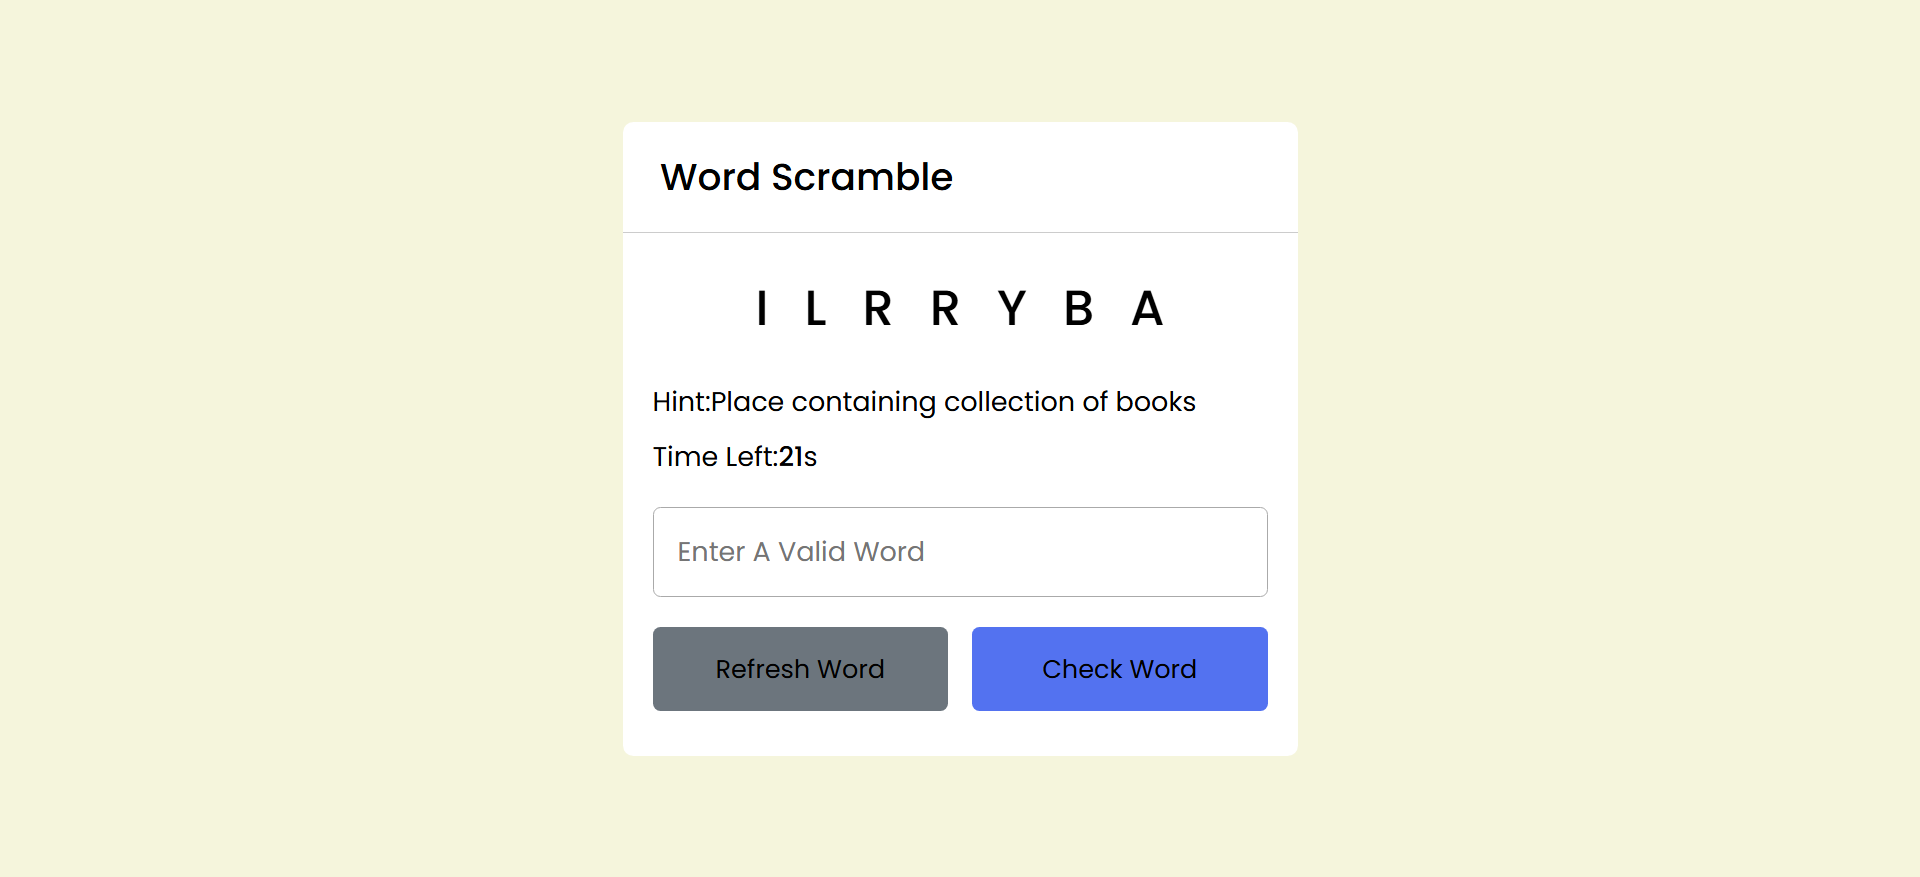 Word Scramble
I L R R Y B A
Hint:Place containing collection of books
Time Left:21s
Enter A Valid Word
Refresh Word
Check Word